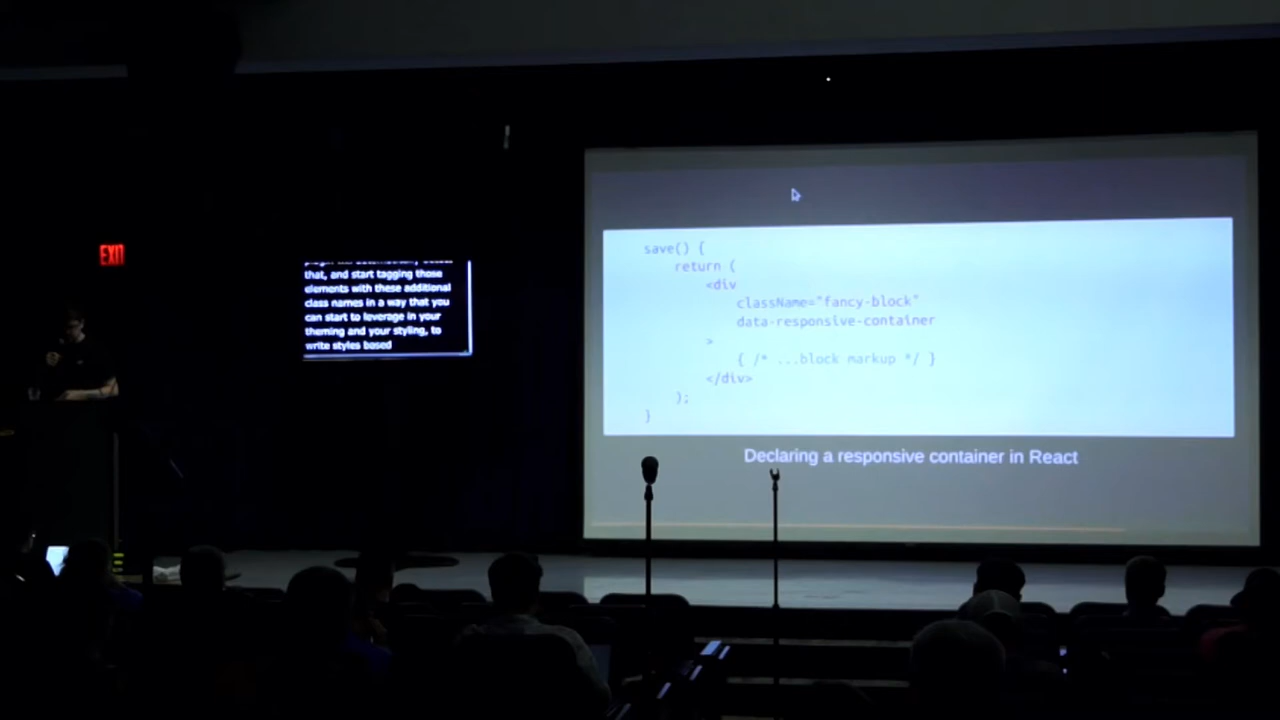 EXIT
that, and start tagging those
elements with these additional
class names in a way that you
can start to leverage in your
theming and your styling, to
write styles based
save() {
return (
<div
className="fancy-block"
data-responsive-container
>
{ /* ...block markup */ }
</div>
);
}
Declaring a responsive container in React